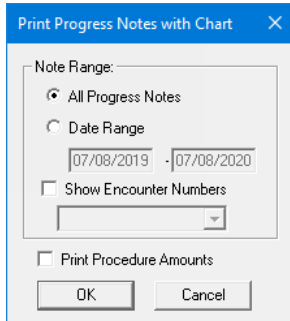 Print Progress Notes with Chart
Note Range:
All Progress Notes
Date Range
07/08/2019 - 07/08/2020
Show Encounter Numbers
Print Procedure Amounts
OK Cancel